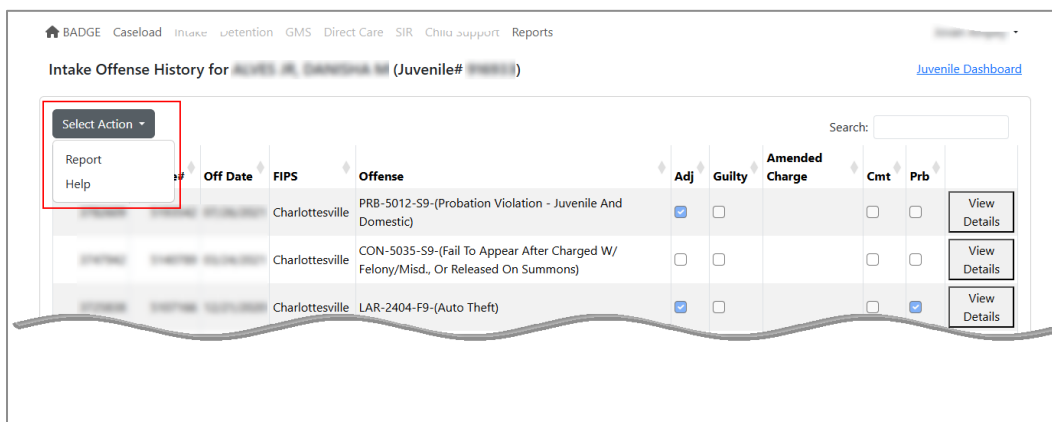 BADGE Caseload Intake Detention GMS Direct Care SIR Child Support Reports
Intake Offense History for (Juvenile# )
Juvenile Dashboard
Select Action
Search:
Report
Help
e# Off Date FIPS Offense Adj Guilty Amended Charge Cmt Prb
Charlottesville PRB-5012-S9-(Probation Violation - Juvenile And
Domestic)
View
Details
Charlottesville CON-5035-S9-(Fail To Appear After Charged W/
Felony/Misd., Or Released On Summons)
View
Details
Charlottesville LAR-2404-F9-(Auto Theft)
View
Details